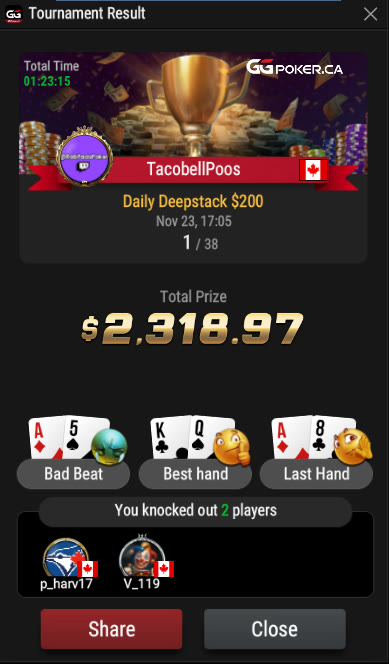 Tournament Result
Total Time
01:23:15
GGPOKER.CA
TacobellPoos
Daily Deepstack $200
Nov 23, 17:05
1 / 38
Total Prize
$2,318.97
A 5
K Q
A 8
Bad Beat
Best hand
Last Hand
You knocked out 2 players
p_harv17
V_119
Share
Close